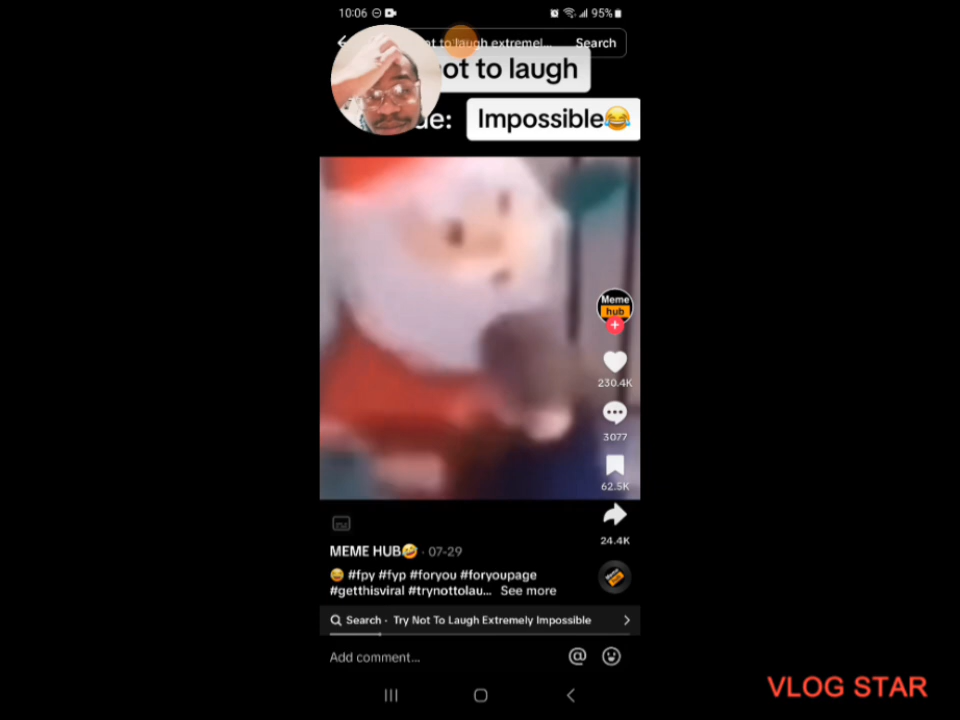 10:06
95%
ot to laugh extremel...
Search
ot to laugh
de: Impossible😂
Meme
hub
230.4K
3077
62.5K
24.4K
MEME HUB🤣 · 07-29
😄 #fpy #fyp #foryou #foryoupage
#getthisviral #trynottolau... See more
Search · Try Not To Laugh Extremely Impossible
Add comment...
@
VLOG STAR